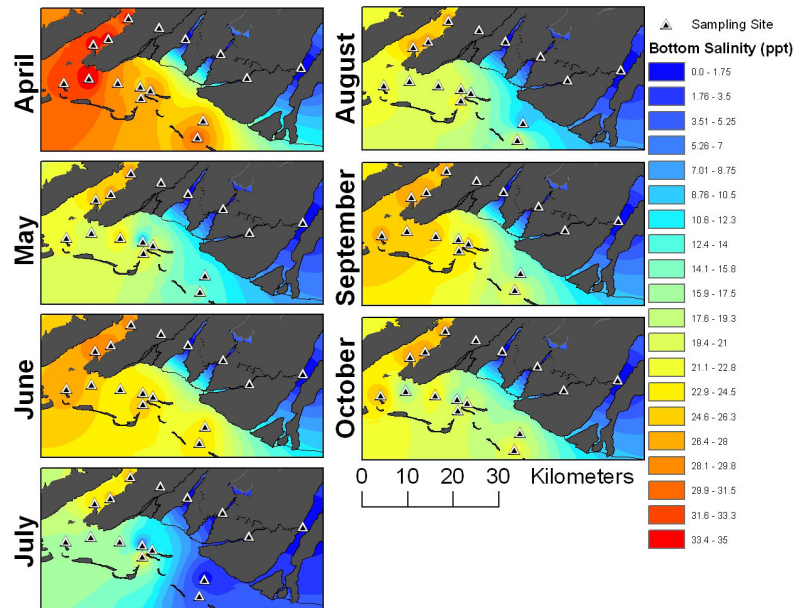 April
May
June
July
August
September
October
0 10 20 30 Kilometers
Sampling Site
Bottom Salinity (ppt)
0.0 - 1.75
1.76 - 3.5
3.51 - 5.25
5.26 - 7
7.01 - 8.75
8.76 - 10.5
10.6 - 12.3
12.4 - 14
14.1 - 15.8
15.9 - 17.5
17.6 - 19.3
19.4 - 21
21.1 - 22.8
22.9 - 24.5
24.6 - 26.3
26.4 - 28
28.1 - 29.8
29.9 - 31.5
31.6 - 33.3
33.4 - 35